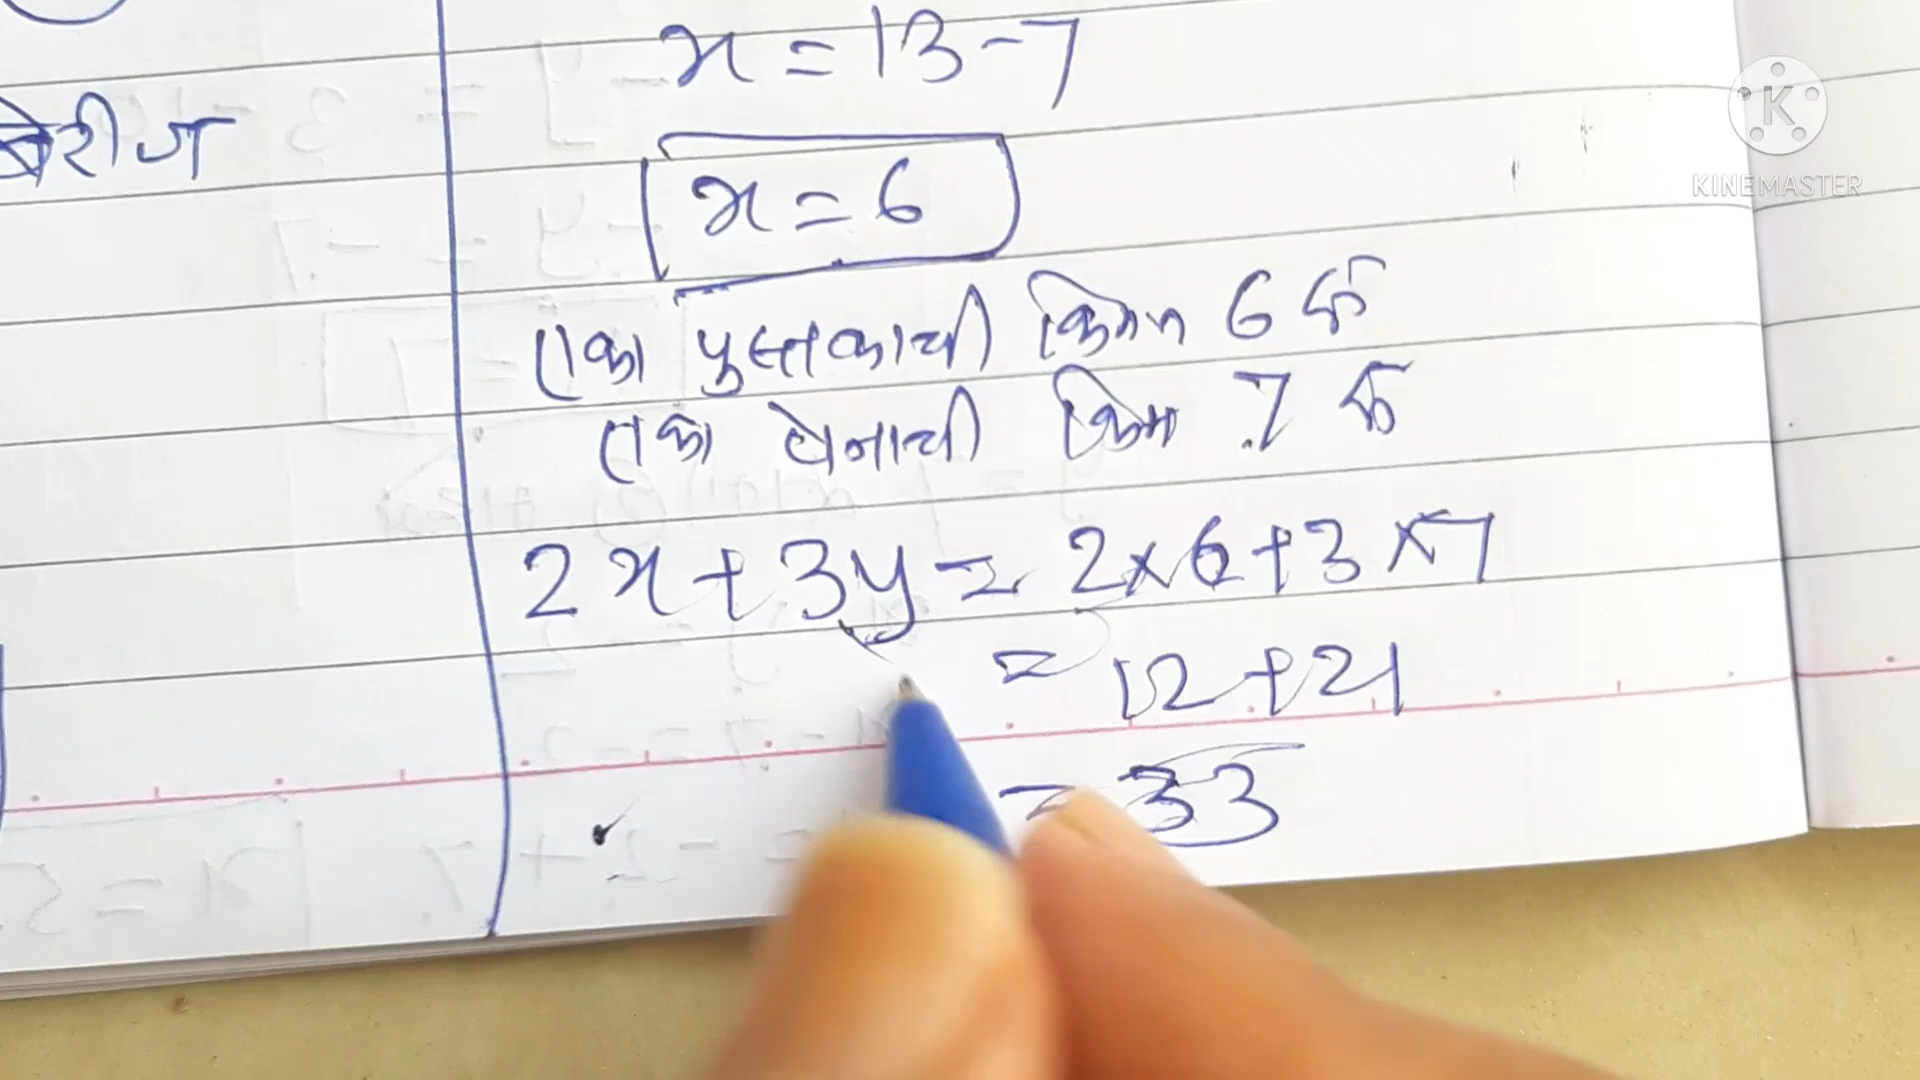 x = 13 - 7
बेरीज
x = 6
एका पुस्तकाची किंमत 6 रु
एका पेनाची किंम 7 रु
2x + 3y = 2×6+3×7
= 12+21
= 33
K
KINEMASTER